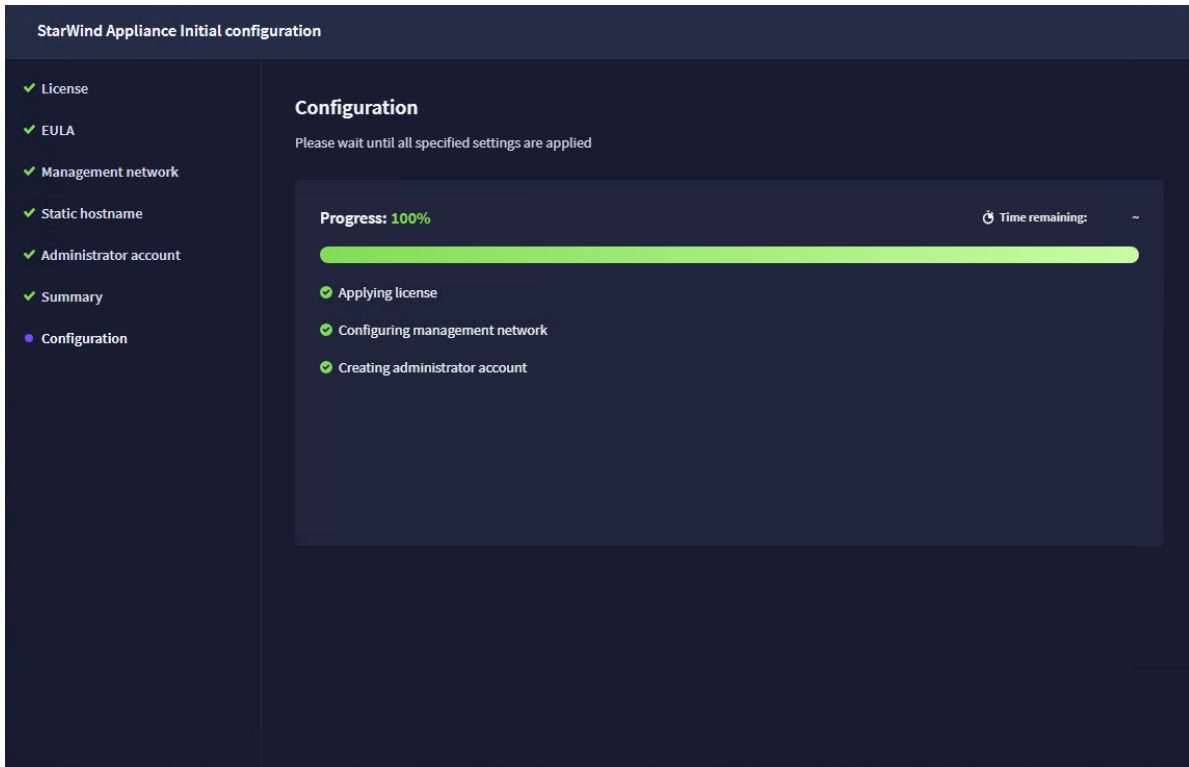 StarWind Appliance Initial configuration
License
EULA
Management network
Static hostname
Administrator account
Summary
Configuration
Configuration
Please wait until all specified settings are applied
Progress: 100%
Time remaining: ~
Applying license
Configuring management network
Creating administrator account